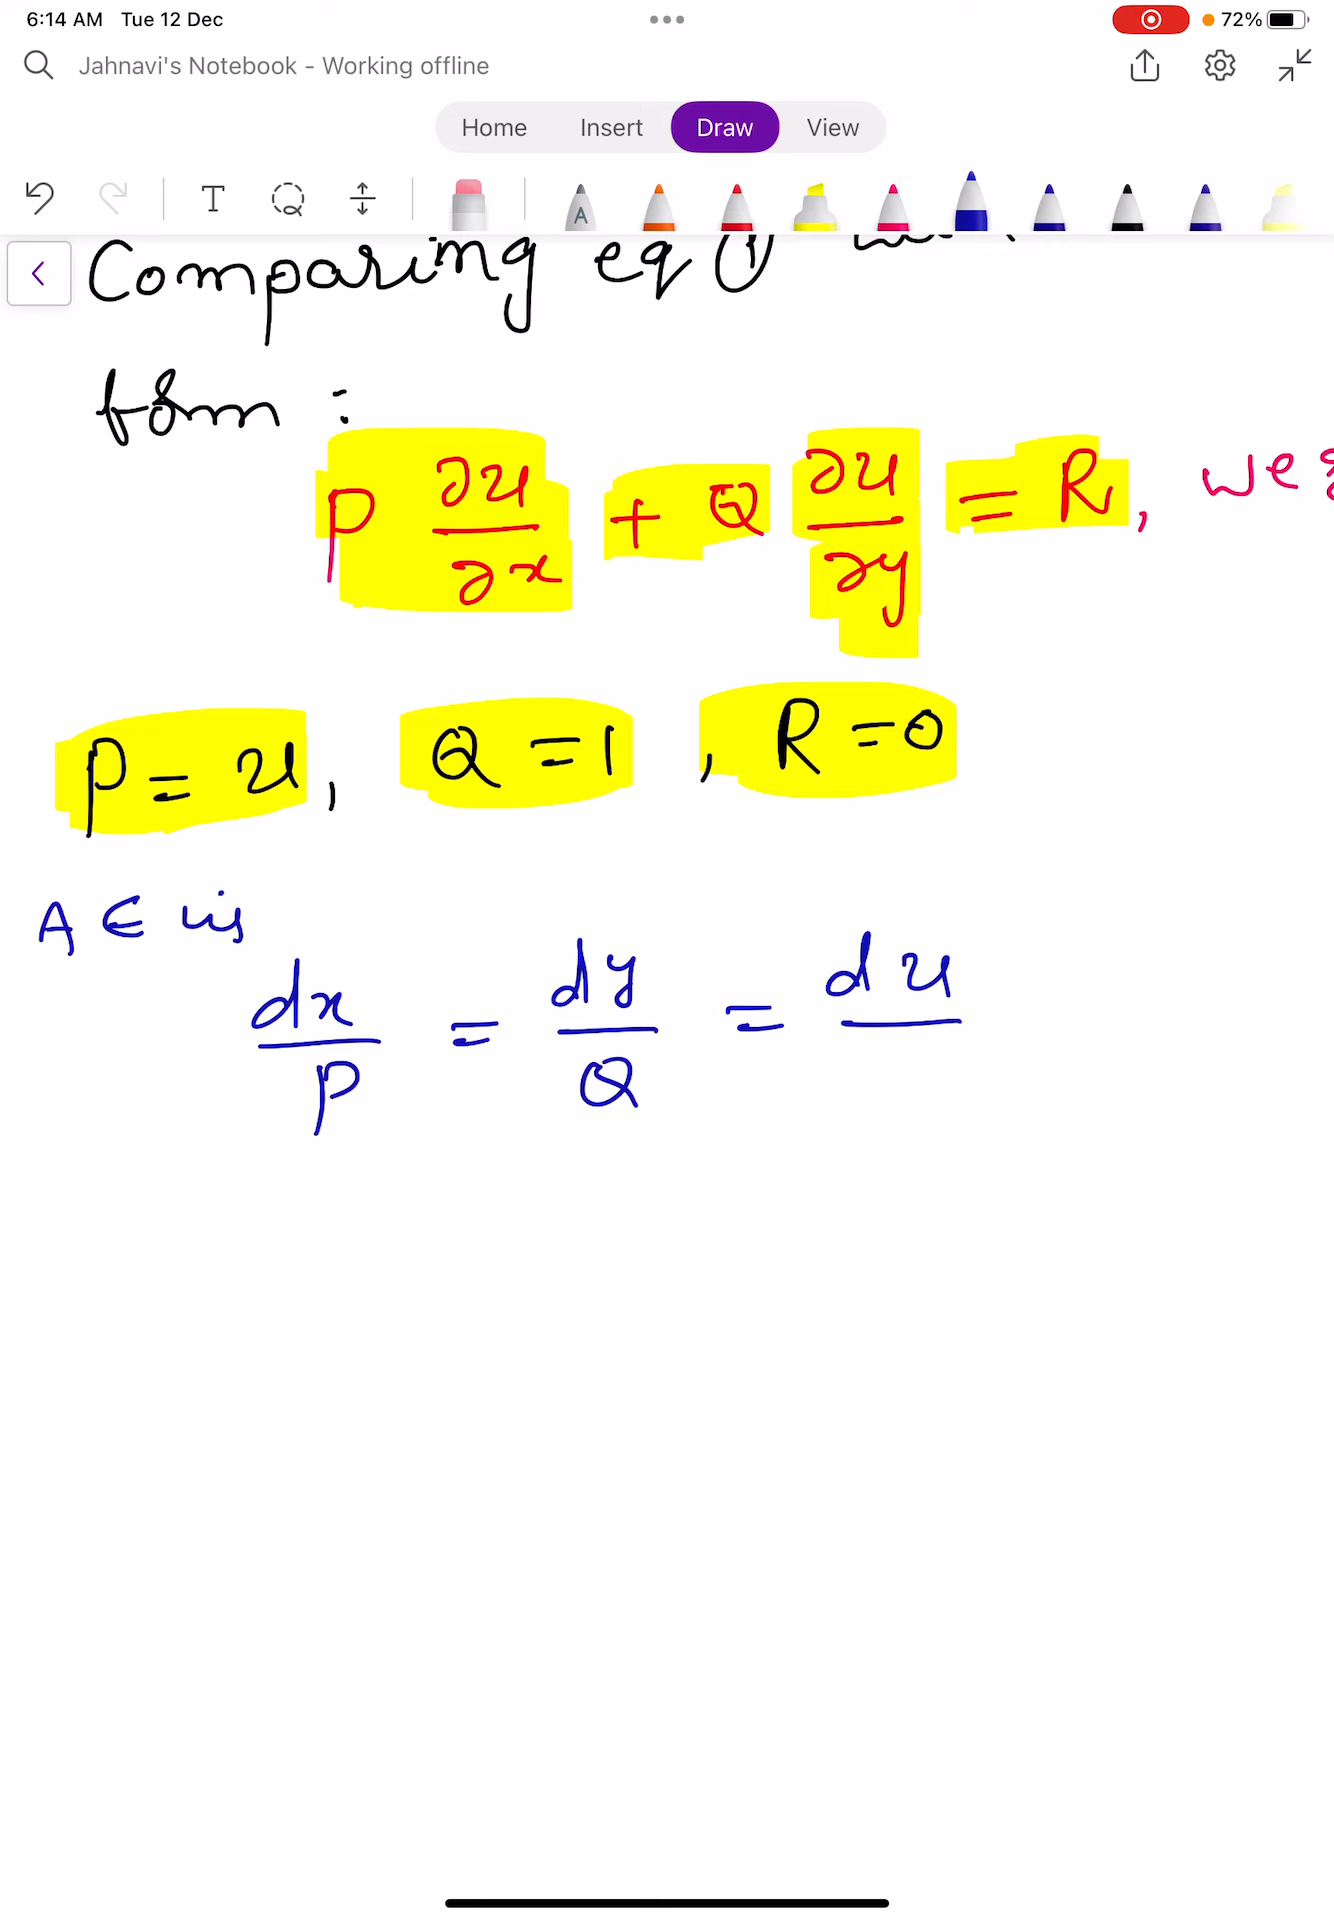 6:14 AM Tue 12 Dec
72%
Jahnavi's Notebook - Working offline
Home Insert Draw View
T
A
Comparing eq ①
form :
P ∂u/∂x + Q ∂u/∂y = R, we
P = u, Q = 1, R = 0
A E is
dx/P = dy/Q = du/